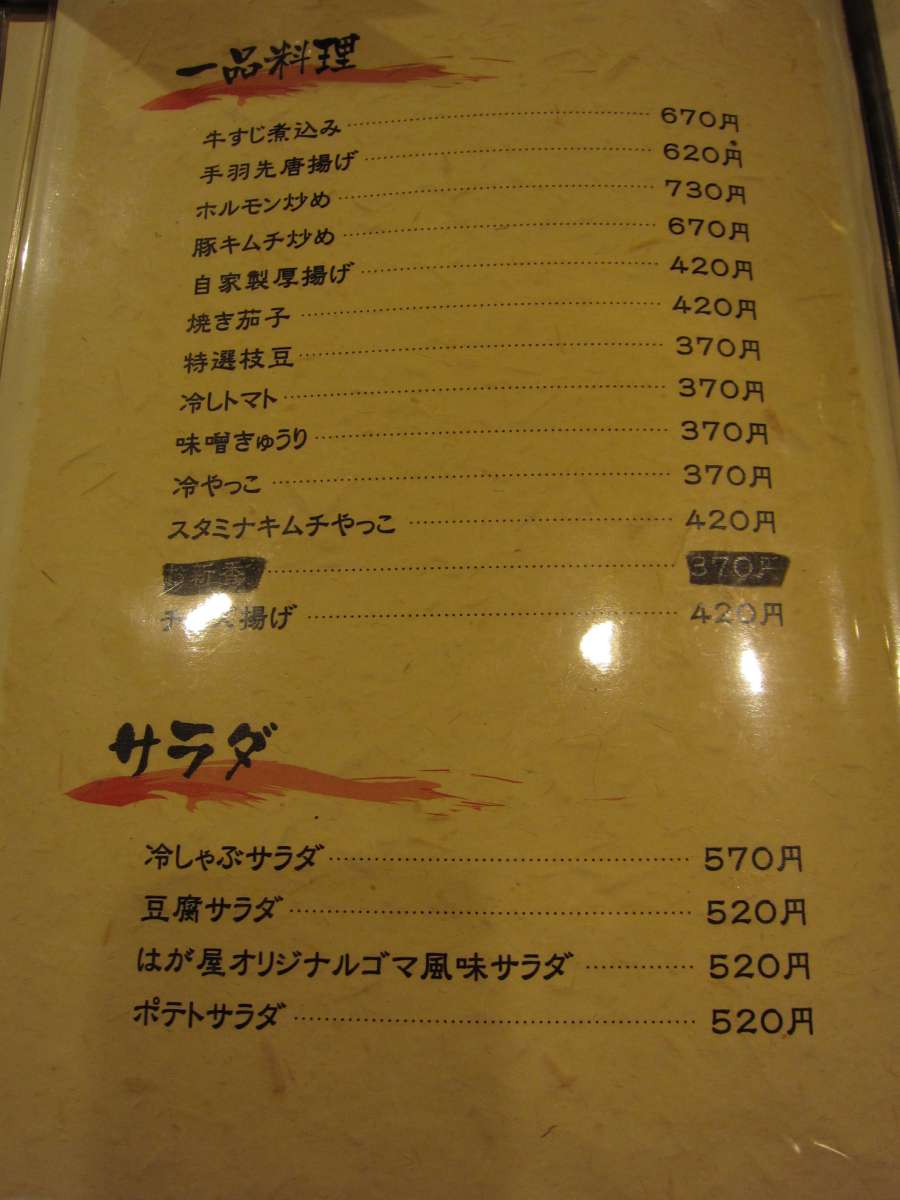 一品料理
牛すじ煮込み 670円
手羽先唐揚げ 620円
ホルモン炒め 730円
豚キムチ炒め 670円
自家製厚揚げ 420円
焼き茄子 420円
特選枝豆 370円
冷しトマト 370円
味噌きゅうり 370円
冷やっこ 370円
スタミナキムチやっこ 420円
お新香 370円
揚げ 420円
サラダ
冷しゃぶサラダ 570円
豆腐サラダ 520円
はが屋オリジナルゴマ風味サラダ 520円
ポテトサラダ 520円